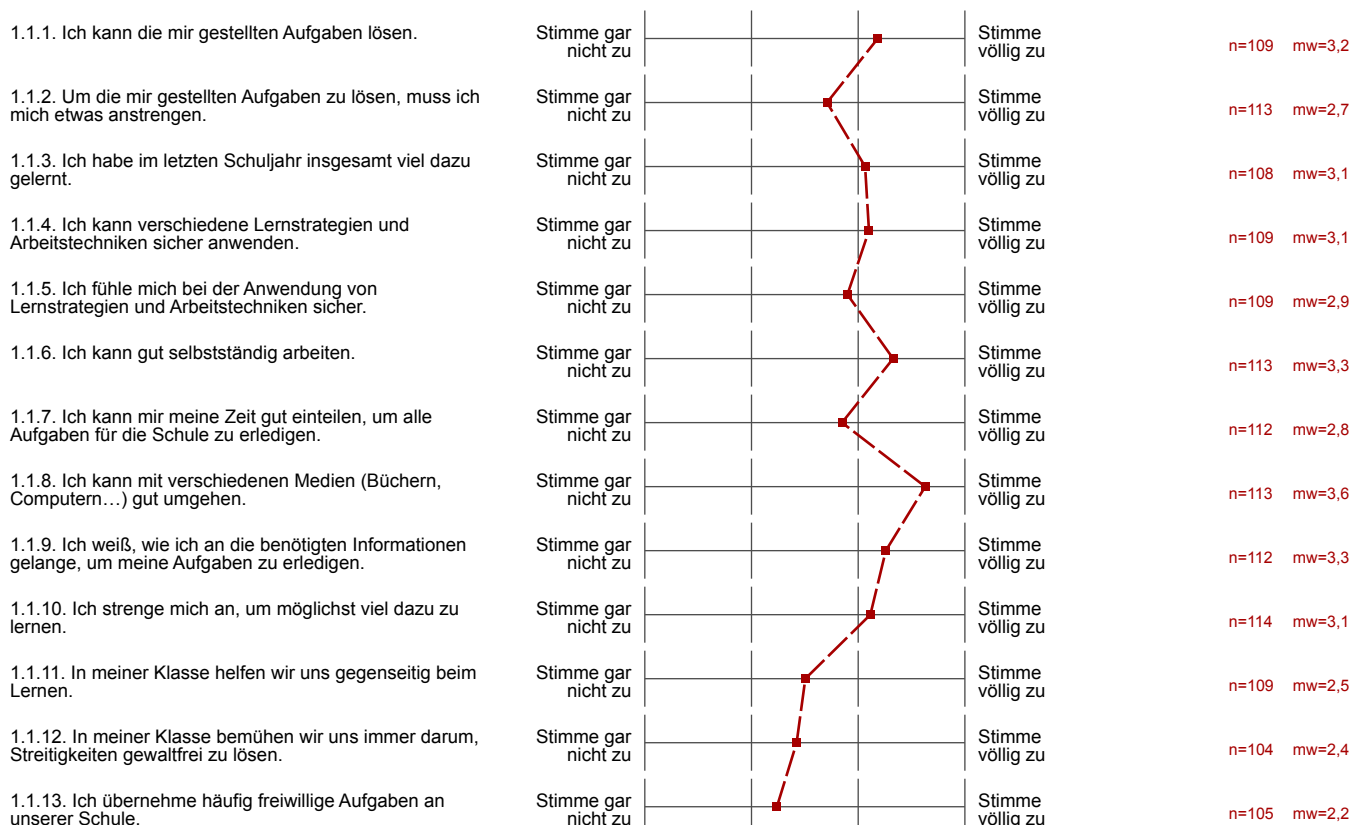 1.1.1. Ich kann die mir gestellten Aufgaben lösen.
Stimme gar
nicht zu
Stimme
völlig zu
n=109 mw=3,2
1.1.2. Um die mir gestellten Aufgaben zu lösen, muss ich
mich etwas anstrengen.
Stimme gar
nicht zu
Stimme
völlig zu
n=113 mw=2,7
1.1.3. Ich habe im letzten Schuljahr insgesamt viel dazu
gelernt.
Stimme gar
nicht zu
Stimme
völlig zu
n=108 mw=3,1
1.1.4. Ich kann verschiedene Lernstrategien und
Arbeitstechniken sicher anwenden.
Stimme gar
nicht zu
Stimme
völlig zu
n=109 mw=3,1
1.1.5. Ich fühle mich bei der Anwendung von
Lernstrategien und Arbeitstechniken sicher.
Stimme gar
nicht zu
Stimme
völlig zu
n=109 mw=2,9
1.1.6. Ich kann gut selbstständig arbeiten.
Stimme gar
nicht zu
Stimme
völlig zu
n=113 mw=3,3
1.1.7. Ich kann mir meine Zeit gut einteilen, um alle
Aufgaben für die Schule zu erledigen.
Stimme gar
nicht zu
Stimme
völlig zu
n=112 mw=2,8
1.1.8. Ich kann mit verschiedenen Medien (Büchern,
Computern…) gut umgehen.
Stimme gar
nicht zu
Stimme
völlig zu
n=113 mw=3,6
1.1.9. Ich weiß, wie ich an die benötigten Informationen
gelange, um meine Aufgaben zu erledigen.
Stimme gar
nicht zu
Stimme
völlig zu
n=112 mw=3,3
1.1.10. Ich strenge mich an, um möglichst viel dazu zu
lernen.
Stimme gar
nicht zu
Stimme
völlig zu
n=114 mw=3,1
1.1.11. In meiner Klasse helfen wir uns gegenseitig beim
Lernen.
Stimme gar
nicht zu
Stimme
völlig zu
n=109 mw=2,5
1.1.12. In meiner Klasse bemühen wir uns immer darum,
Streitigkeiten gewaltfrei zu lösen.
Stimme gar
nicht zu
Stimme
völlig zu
n=104 mw=2,4
1.1.13. Ich übernehme häufig freiwillige Aufgaben an
unserer Schule.
Stimme gar
nicht zu
Stimme
völlig zu
n=105 mw=2,2